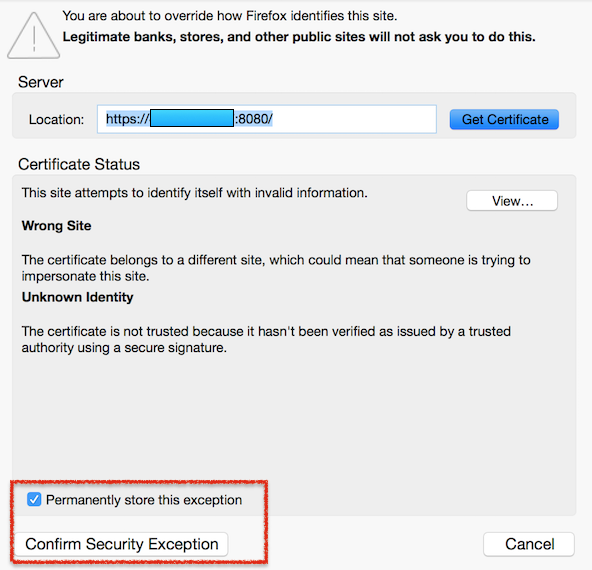 You are about to override how Firefox identifies this site.
Legitimate banks, stores, and other public sites will not ask you to do this.
Server
Location: https:// :8080/ Get Certificate
Certificate Status
This site attempts to identify itself with invalid information.
View...
Wrong Site
The certificate belongs to a different site, which could mean that someone is trying to
impersonate this site.
Unknown Identity
The certificate is not trusted because it hasn't been verified as issued by a trusted
authority using a secure signature.
Permanently store this exception
Confirm Security Exception Cancel